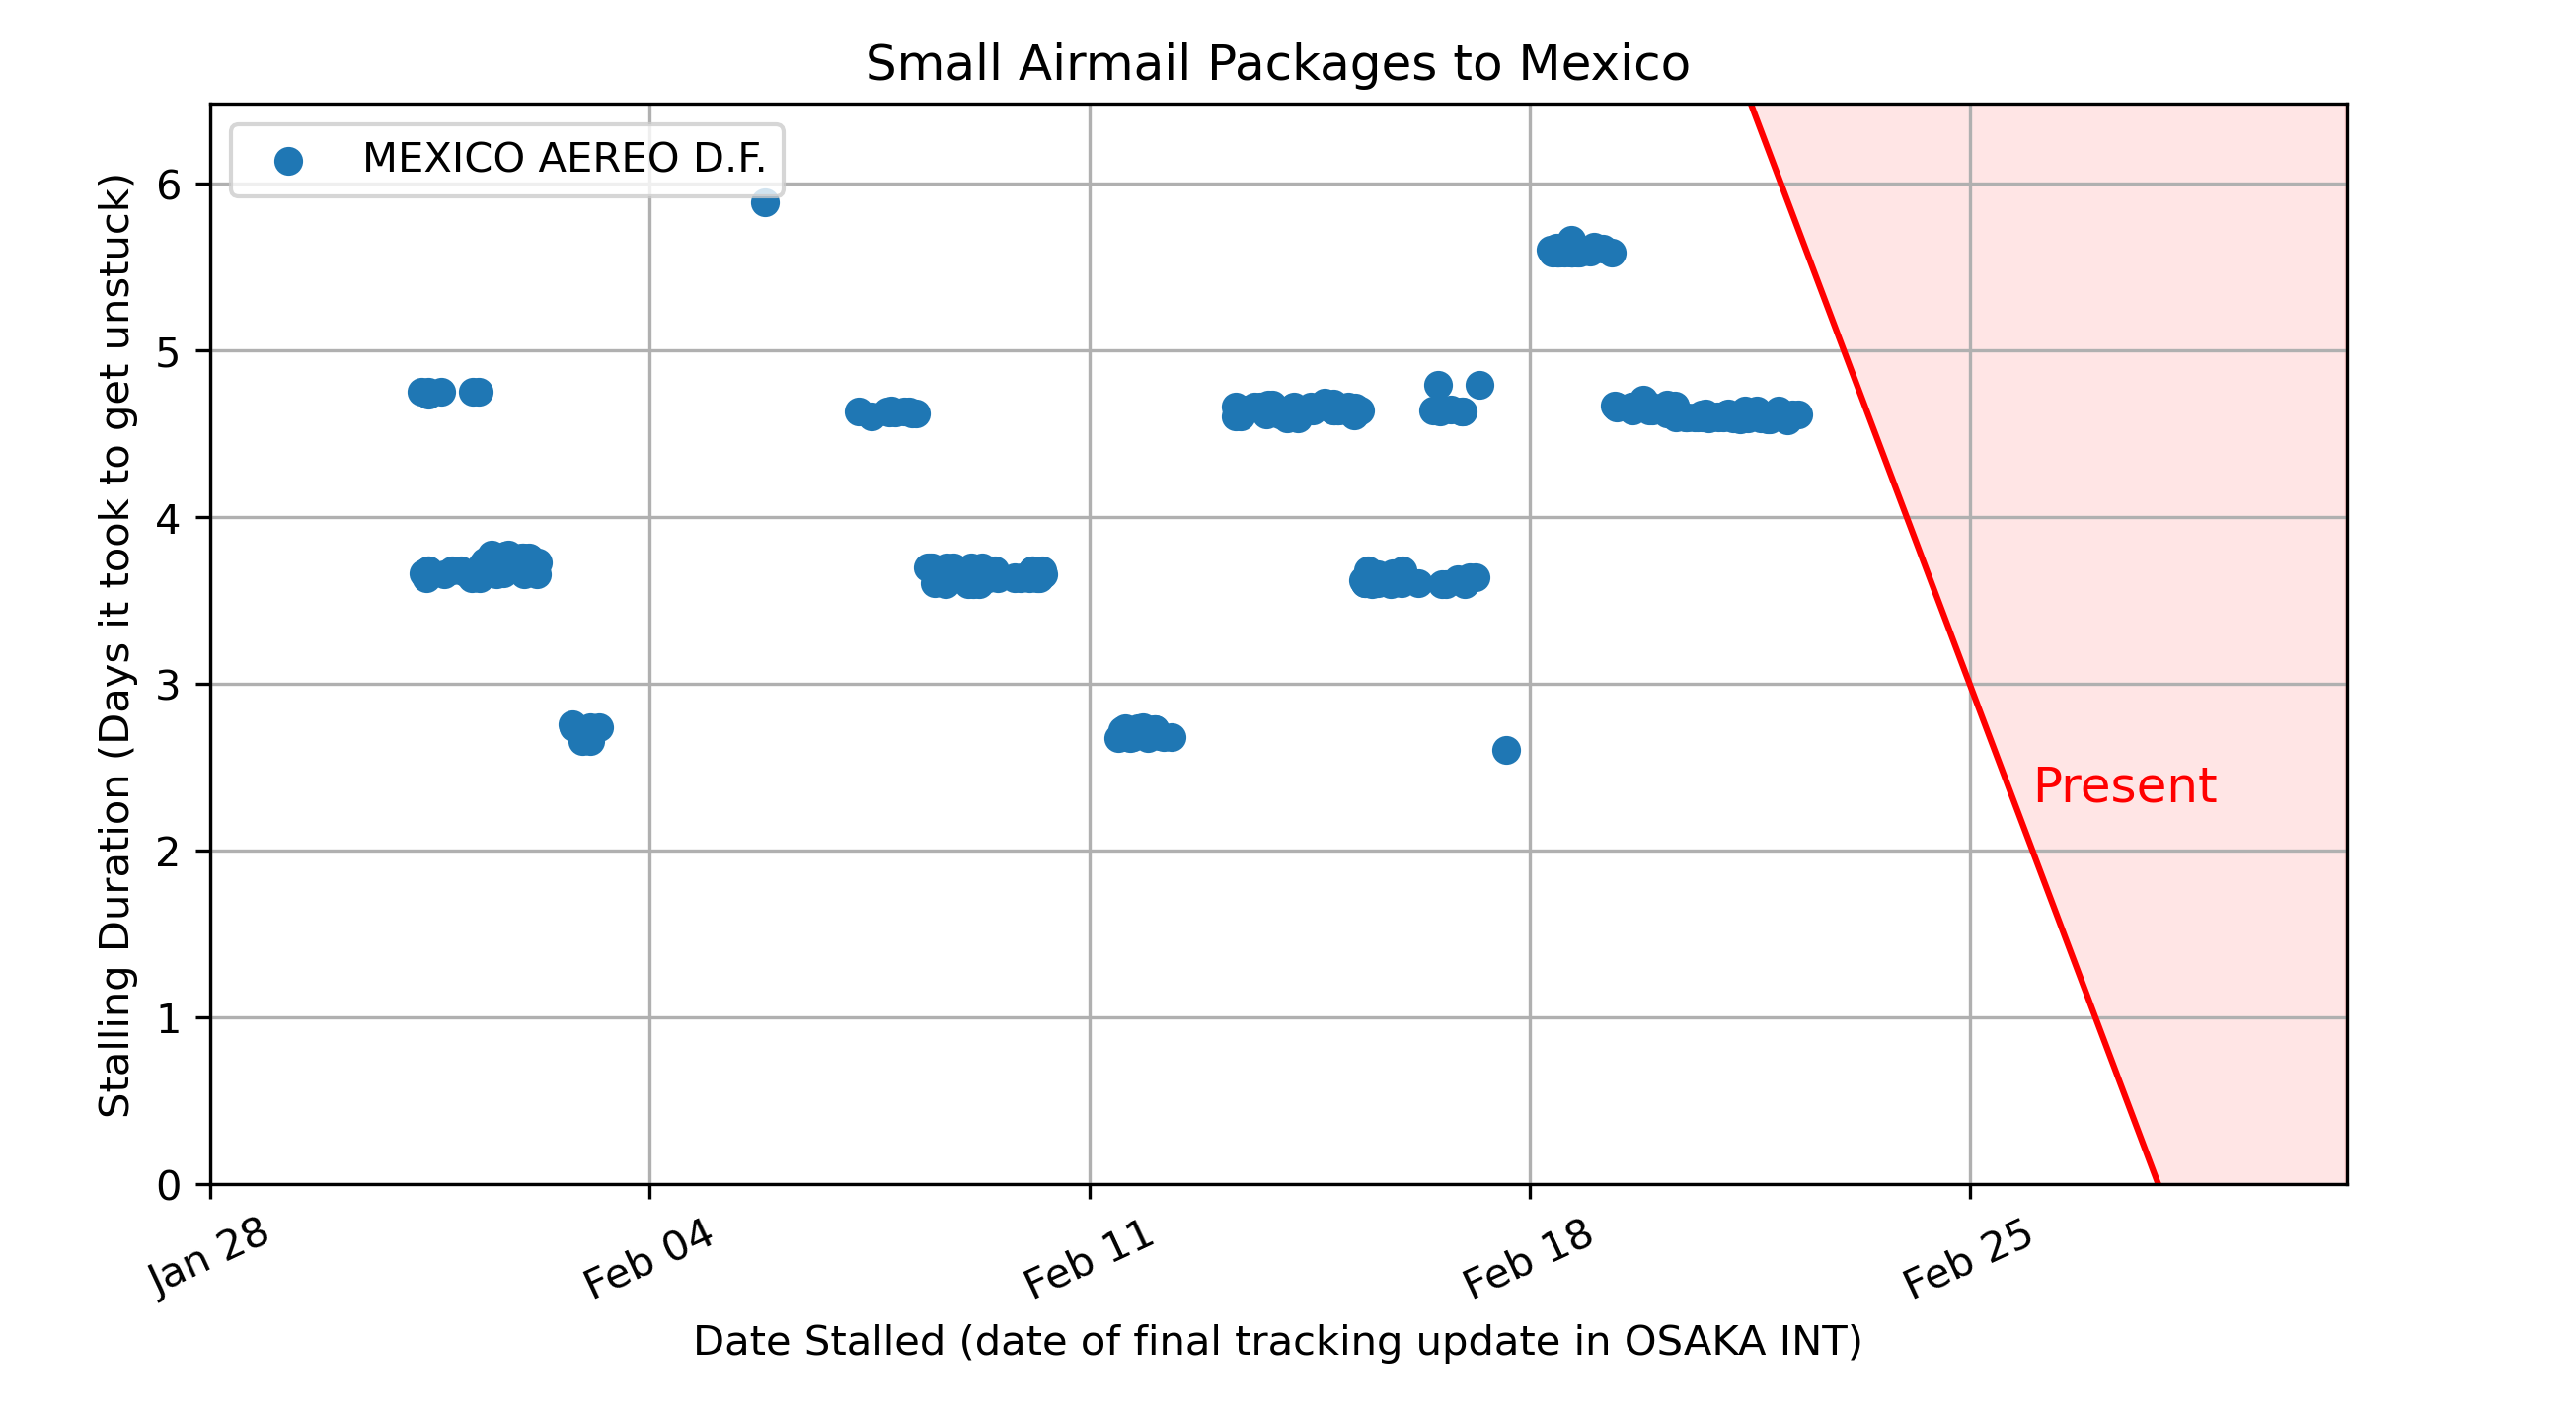 Small Airmail Packages to Mexico
MEXICO AEREO D.F.
Stalling Duration (Days it took to get unstuck)
6
5
4
3
2
1
0
Present
Jan 28
Feb 04
Feb 11
Feb 18
Feb 25
Date Stalled (date of final tracking update in OSAKA INT)